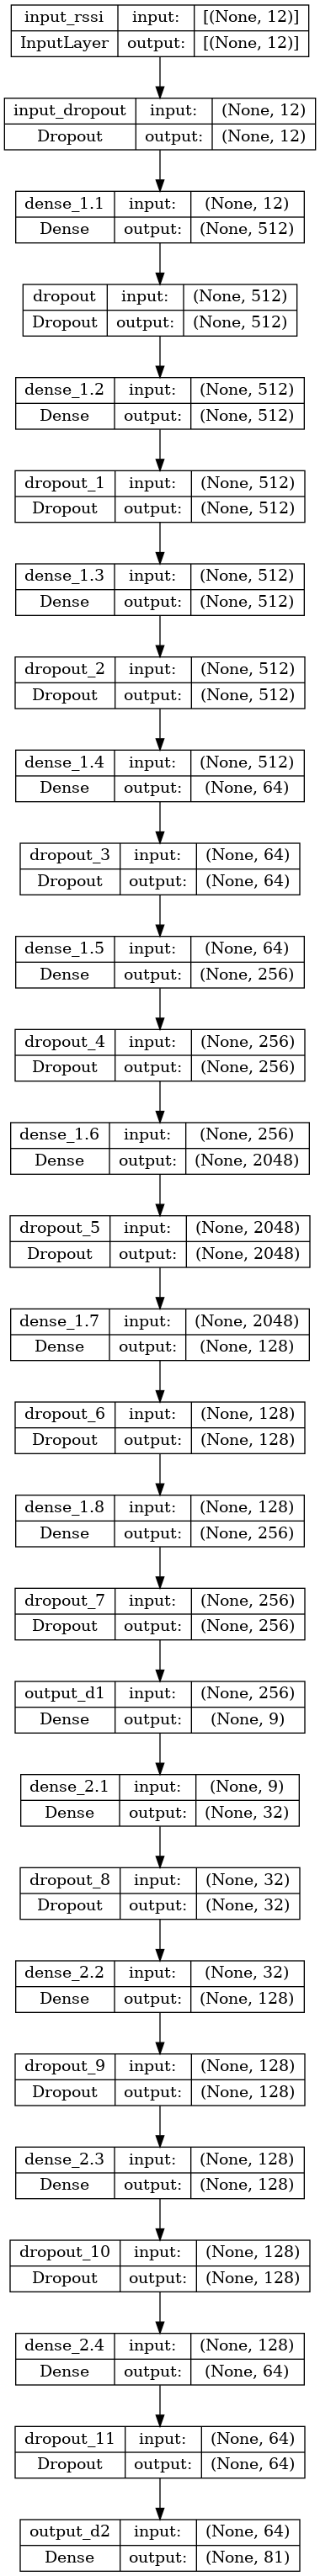 input_rssi input: [(None, 12)]
InputLayer output: [(None, 12)]
input_dropout input: (None, 12)
Dropout output: (None, 12)
dense_1.1 input: (None, 12)
Dense output: (None, 512)
dropout input: (None, 512)
Dropout output: (None, 512)
dense_1.2 input: (None, 512)
Dense output: (None, 512)
dropout_1 input: (None, 512)
Dropout output: (None, 512)
dense_1.3 input: (None, 512)
Dense output: (None, 512)
dropout_2 input: (None, 512)
Dropout output: (None, 512)
dense_1.4 input: (None, 512)
Dense output: (None, 64)
dropout_3 input: (None, 64)
Dropout output: (None, 64)
dense_1.5 input: (None, 64)
Dense output: (None, 256)
dropout_4 input: (None, 256)
Dropout output: (None, 256)
dense_1.6 input: (None, 256)
Dense output: (None, 2048)
dropout_5 input: (None, 2048)
Dropout output: (None, 2048)
dense_1.7 input: (None, 2048)
Dense output: (None, 128)
dropout_6 input: (None, 128)
Dropout output: (None, 128)
dense_1.8 input: (None, 128)
Dense output: (None, 256)
dropout_7 input: (None, 256)
Dropout output: (None, 256)
output_d1 input: (None, 256)
Dense output: (None, 9)
dense_2.1 input: (None, 9)
Dense output: (None, 32)
dropout_8 input: (None, 32)
Dropout output: (None, 32)
dense_2.2 input: (None, 32)
Dense output: (None, 128)
dropout_9 input: (None, 128)
Dropout output: (None, 128)
dense_2.3 input: (None, 128)
Dense output: (None, 128)
dropout_10 input: (None, 128)
Dropout output: (None, 128)
dense_2.4 input: (None, 128)
Dense output: (None, 64)
dropout_11 input: (None, 64)
Dropout output: (None, 64)
output_d2 input: (None, 64)
Dense output: (None, 81)